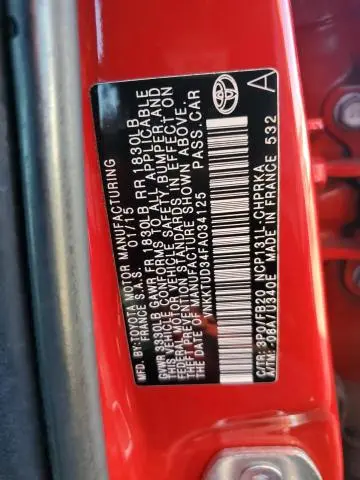 MFD. BY:TOYOTA MOTOR MANUFACTURING
FRANCE S.A.S. 01/15
GVWR 3330LB GAWR FR 1830LB RR 1830LB
THIS VEHICLE CONFORMS TO ALL APPLICABLE
FEDERAL MOTOR VEHICLE SAFETY, BUMPER, AND
THEFT PREVENTION STANDARDS IN EFFECT ON
THE DATE OF MANUFACTURE SHOWN ABOVE.
VNKKTUD34FA034125 PASS.CAR
C/TR: 3P0/FB20 NCP131L-CHPRKA
A/TM: -08A/U340E MADE IN FRANCE 532
A